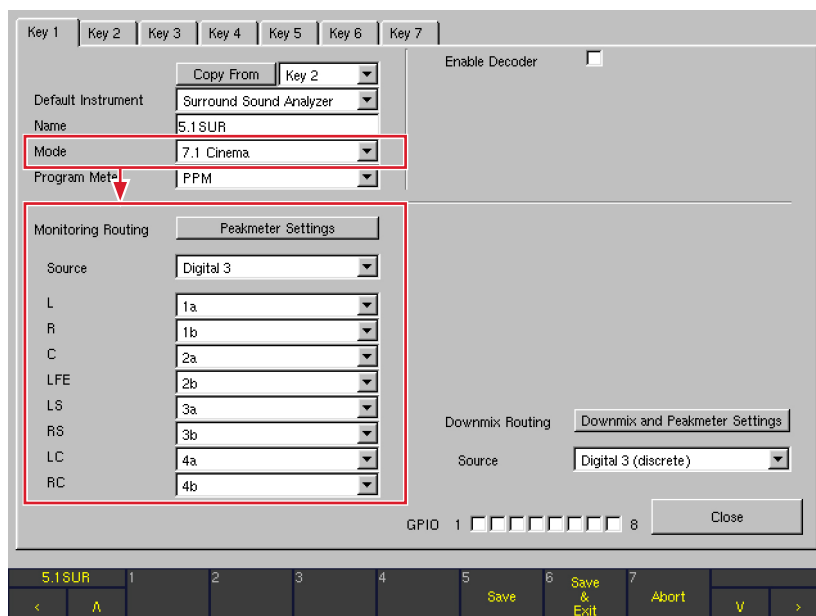 Key 1 Key 2 Key 3 Key 4 Key 5 Key 6 Key 7
Copy From Key 2
Enable Decoder
Default Instrument Surround Sound Analyzer
Name 5.1SUR
Mode 7.1 Cinema
Program Mete PPM
Monitoring Routing Peakmeter Settings
Source Digital 3
L 1a
R 1b
C 2a
LFE 2b
LS 3a
RS 3b
LC 4a
RC 4b
Downmix Routing Downmix and Peakmeter Settings
Source Digital 3 (discrete)
GPIO 1 8
Close
5.1SUR 1 2 3 4 5 6 7
Save
Save
&
Exit
Abort
< Λ V >